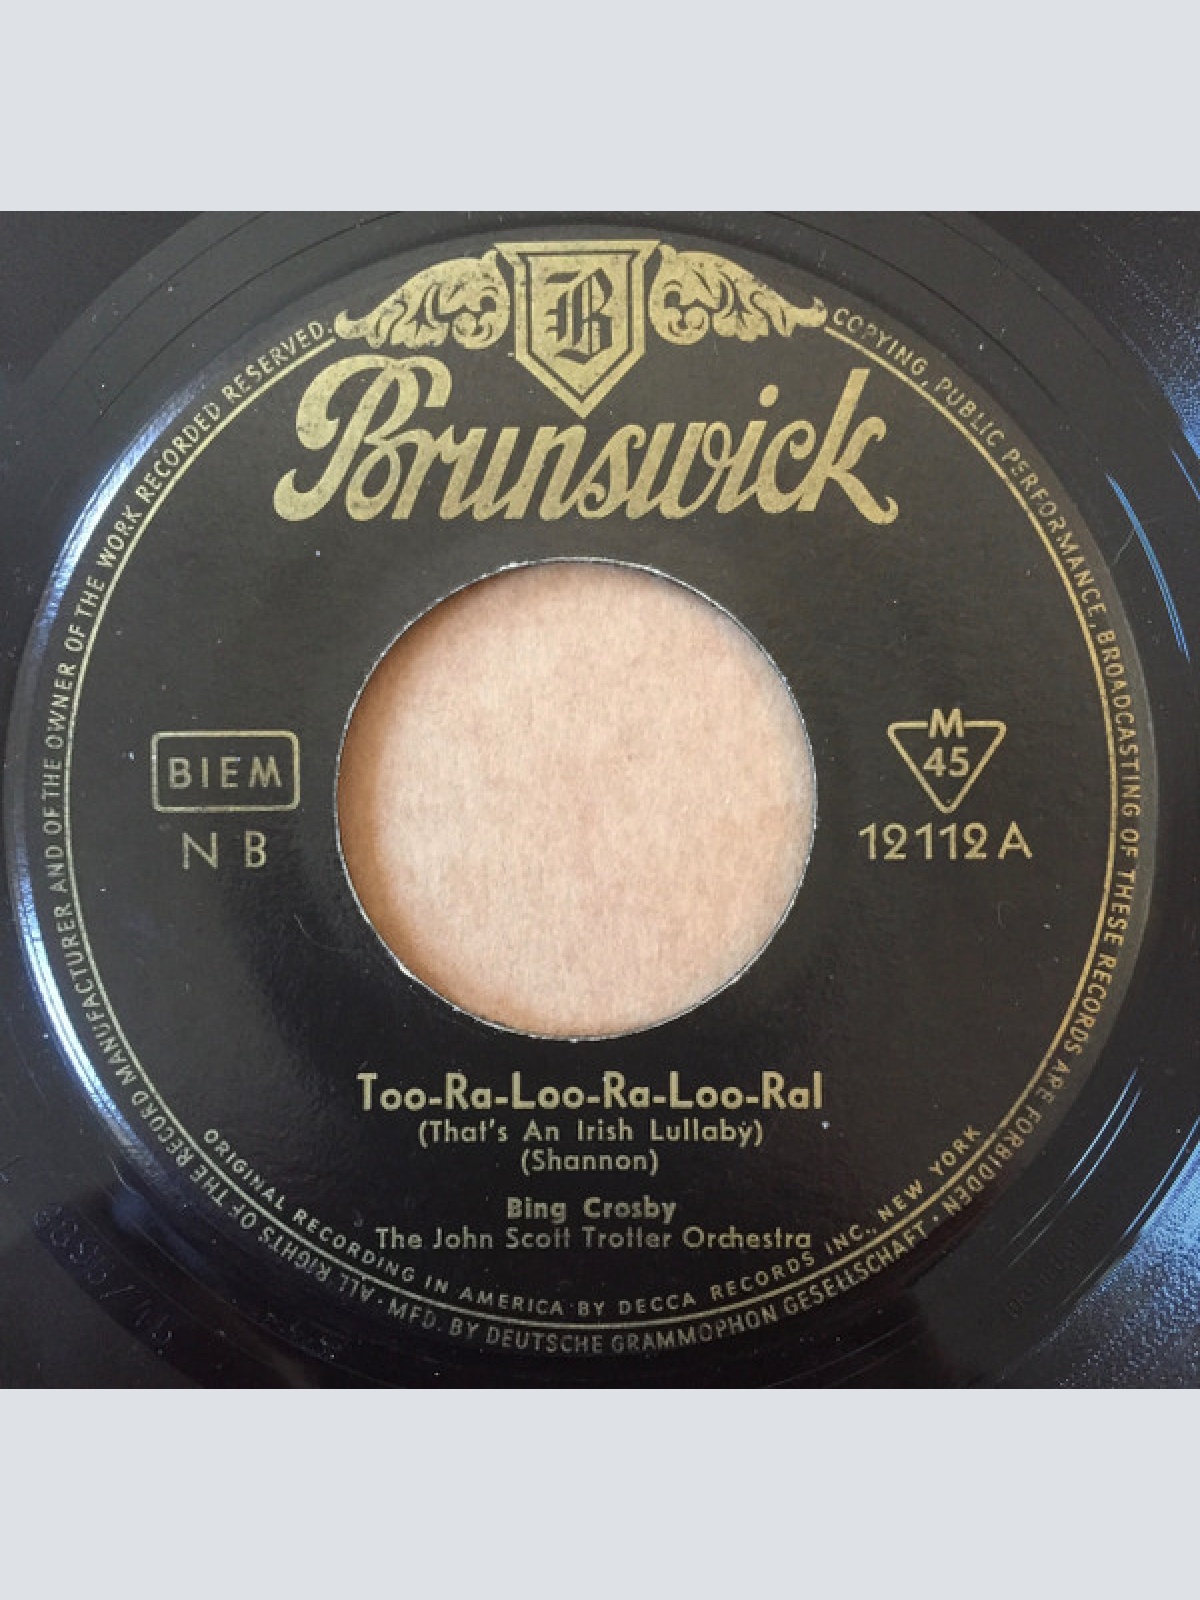 B
Brunswick
BIEM
N B
M
45
12112 A
Too-Ra-Loo-Ra-Loo-Ral
(That's An Irish Lullaby)
(Shannon)
Bing Crosby
The John Scott Trotter Orchestra
ORIGINAL RECORDING IN AMERICA BY DECCA RECORDS INC., NEW YORK
MFD. BY DEUTSCHE GRAMMOPHON GESELLSCHAFT · ALL RIGHTS OF THE RECORD MANUFACTURER AND OF THE OWNER OF THE WORK RECORDED RESERVED.
COPYING, PUBLIC PERFORMANCE, BROADCASTING OF THESE RECORDS ARE FORBIDDEN ·